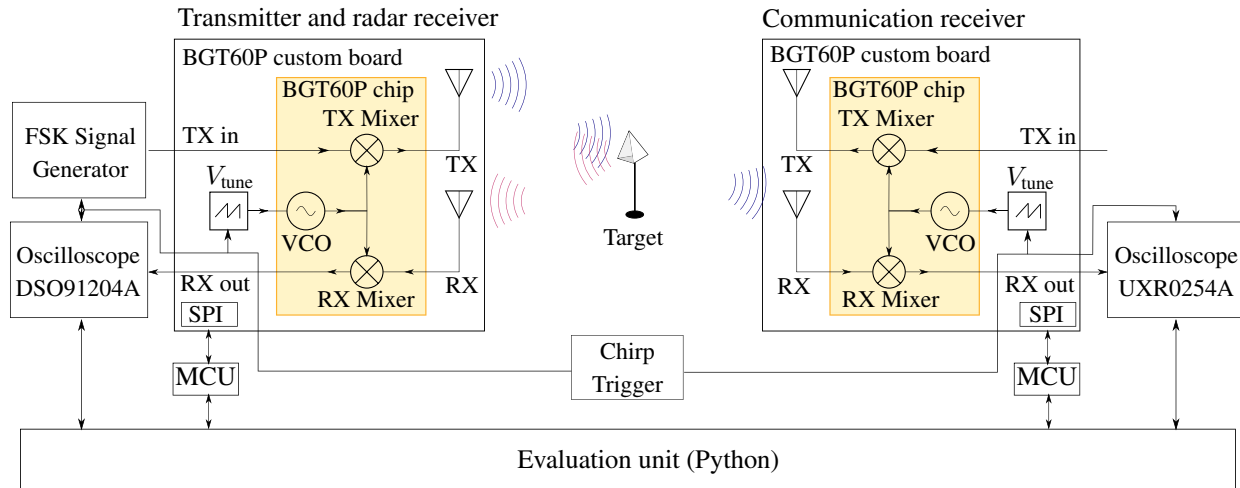 Transmitter and radar receiver
Communication receiver
BGT60P custom board
BGT60P custom board
BGT60P chip
BGT60P chip
TX Mixer
TX Mixer
FSK Signal
Generator
TX in
TX in
TX
TX
Vtune
Vtune
VCO
VCO
Target
Oscilloscope
DSO91204A
Oscilloscope
UXR0254A
RX out
RX Mixer
RX
RX
RX Mixer
RX out
SPI
SPI
MCU
MCU
Chirp
Trigger
Evaluation unit (Python)